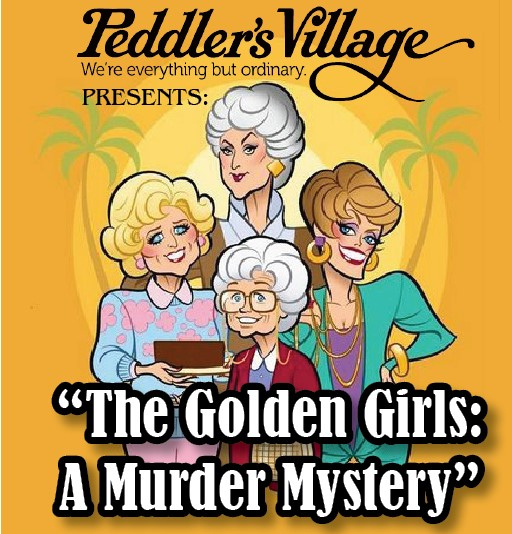 Peddler's Village
We're everything but ordinary.
PRESENTS:
“The Golden Girls:
A Murder Mystery”